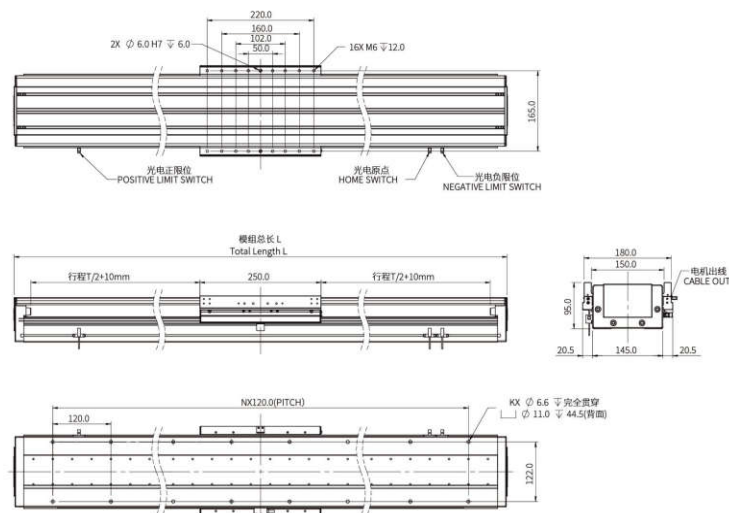 220.0
160.0
102.0
50.0
2X ∅ 6.0 H7 ↧ 6.0
16X M6 ↧12.0
165.0
光电正限位
POSITIVE LIMIT SWITCH
光电原点
HOME SWITCH
光电负限位
NEGATIVE LIMIT SWITCH
模组总长 L
Total Length L
行程T/2+10mm
250.0
行程T/2+10mm
180.0
150.0
电机出线
CABLE OUT
95.0
20.5
145.0
20.5
NX120.0(PITCH)
120.0
KX ∅ 6.6 ↧完全贯穿
⌴ ∅ 11.0 ↧ 44.5(背面)
122.0